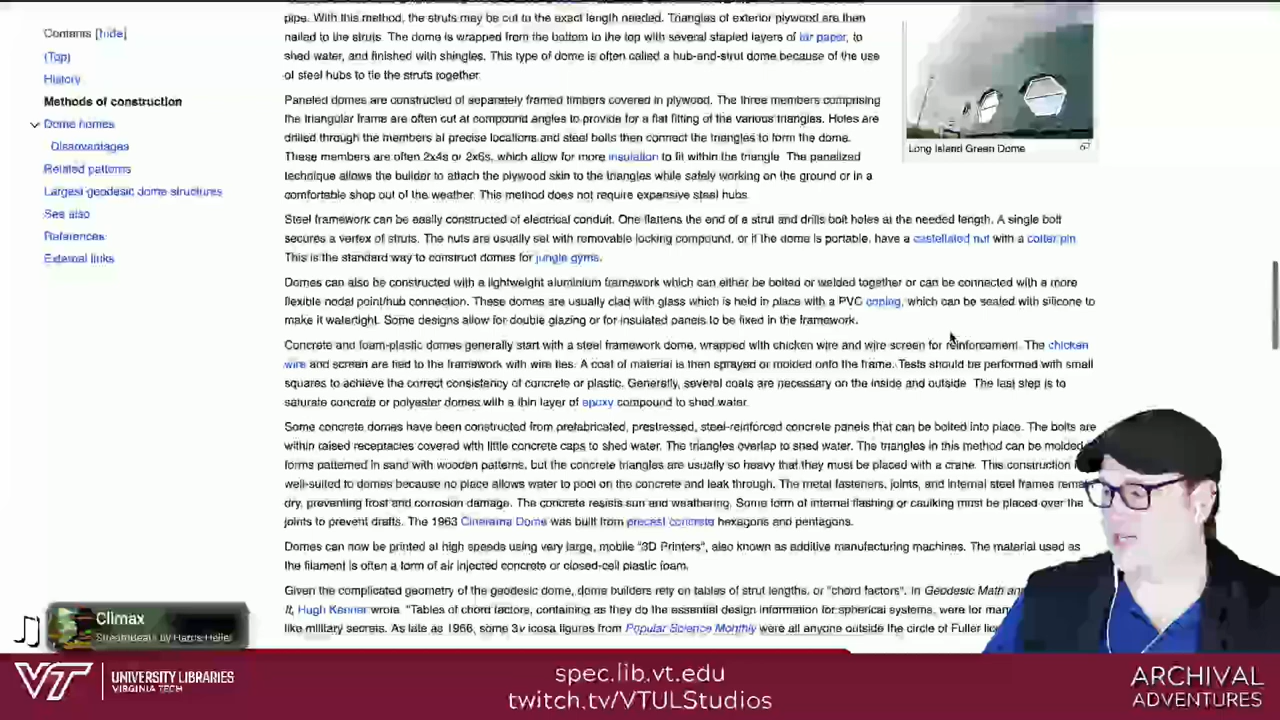 Contents [hide]
(Top)
History
Methods of construction
Dome homes
Disadvantages
Related patterns
Largest geodesic dome structures
See also
References
External links
pipe. With this method, the struts may be cut to the exact length needed. Triangles of exterior plywood are then
nailed to the struts. The dome is wrapped from the bottom to the top with several stapled layers of tar paper, to
shed water, and finished with shingles. This type of dome is often called a hub-and-strut dome because of the use
of steel hubs to tie the struts together.
Paneled domes are constructed of separately framed timbers covered in plywood. The three members comprising
the triangular frame are often cut at compound angles to provide for a flat fitting of the various triangles. Holes are
drilled through the members at precise locations and steel bolts then connect the triangles to form the dome.
These members are often 2x4s or 2x6s, which allow for more insulation to fit within the triangle. The panelized
technique allows the builder to attach the plywood skin to the triangles while safely working on the ground or in a
comfortable shop out of the weather. This method does not require expensive steel hubs.
Long Island Green Dome
Steel framework can be easily constructed of electrical conduit. One flattens the end of a strut and drills bolt holes at the needed length. A single bolt
secures a vertex of struts. The nuts are usually set with removable locking compound, or if the dome is portable, have a castellated nut with a cotter pin.
This is the standard way to construct domes for jungle gyms.
Domes can also be constructed with a lightweight aluminium framework which can either be bolted or welded together or can be connected with a more
flexible nodal point/hub connection. These domes are usually clad with glass which is held in place with a PVC coping, which can be sealed with silicone to
make it watertight. Some designs allow for double glazing or for insulated panels to be fixed in the framework.
Concrete and foam-plastic domes generally start with a steel framework dome, wrapped with chicken wire and wire screen for reinforcement. The chicken
wire and screen are tied to the framework with wire ties. A coat of material is then sprayed or molded onto the frame. Tests should be performed with small
squares to achieve the correct consistency of concrete or plastic. Generally, several coats are necessary on the inside and outside. The last step is to
saturate concrete or polyester domes with a thin layer of epoxy compound to shed water.
Some concrete domes have been constructed from prefabricated, prestressed, steel-reinforced concrete panels that can be bolted into place. The bolts are
within raised receptacles covered with little concrete caps to shed water. The triangles overlap to shed water. The triangles in this method can be molded
forms patterned in sand with wooden patterns, but the concrete triangles are usually so heavy that they must be placed with a crane. This construction
well-suited to domes because no place allows water to pool on the concrete and leak through. The metal fasteners, joints, and internal steel frames remain
dry, preventing frost and corrosion damage. The concrete resists sun and weathering. Some form of internal flashing or caulking must be placed over the
joints to prevent drafts. The 1963 Cinerama Dome was built from precast concrete hexagons and pentagons.
Domes can now be printed at high speeds using very large, mobile "3D Printers", also known as additive manufacturing machines. The material used as
the filament is often a form of air injected concrete or closed-cell plastic foam.
Given the complicated geometry of the geodesic dome, dome builders rely on tables of strut lengths, or "chord factors". In Geodesic Math an
It, Hugh Kenner wrote, "Tables of chord factors, containing as they do the essential design information for spherical systems, were for man
like military secrets. As late as 1966, some 3v icosa figures from Popular Science Monthly were all anyone outside the circle of Fuller lic
Climax
StreamBeats by Harris Heller
VT
UNIVERSITY LIBRARIES
VIRGINIA TECH
spec.lib.vt.edu
twitch.tv/VTULStudios
ARCHIVAL
ADVENTURES